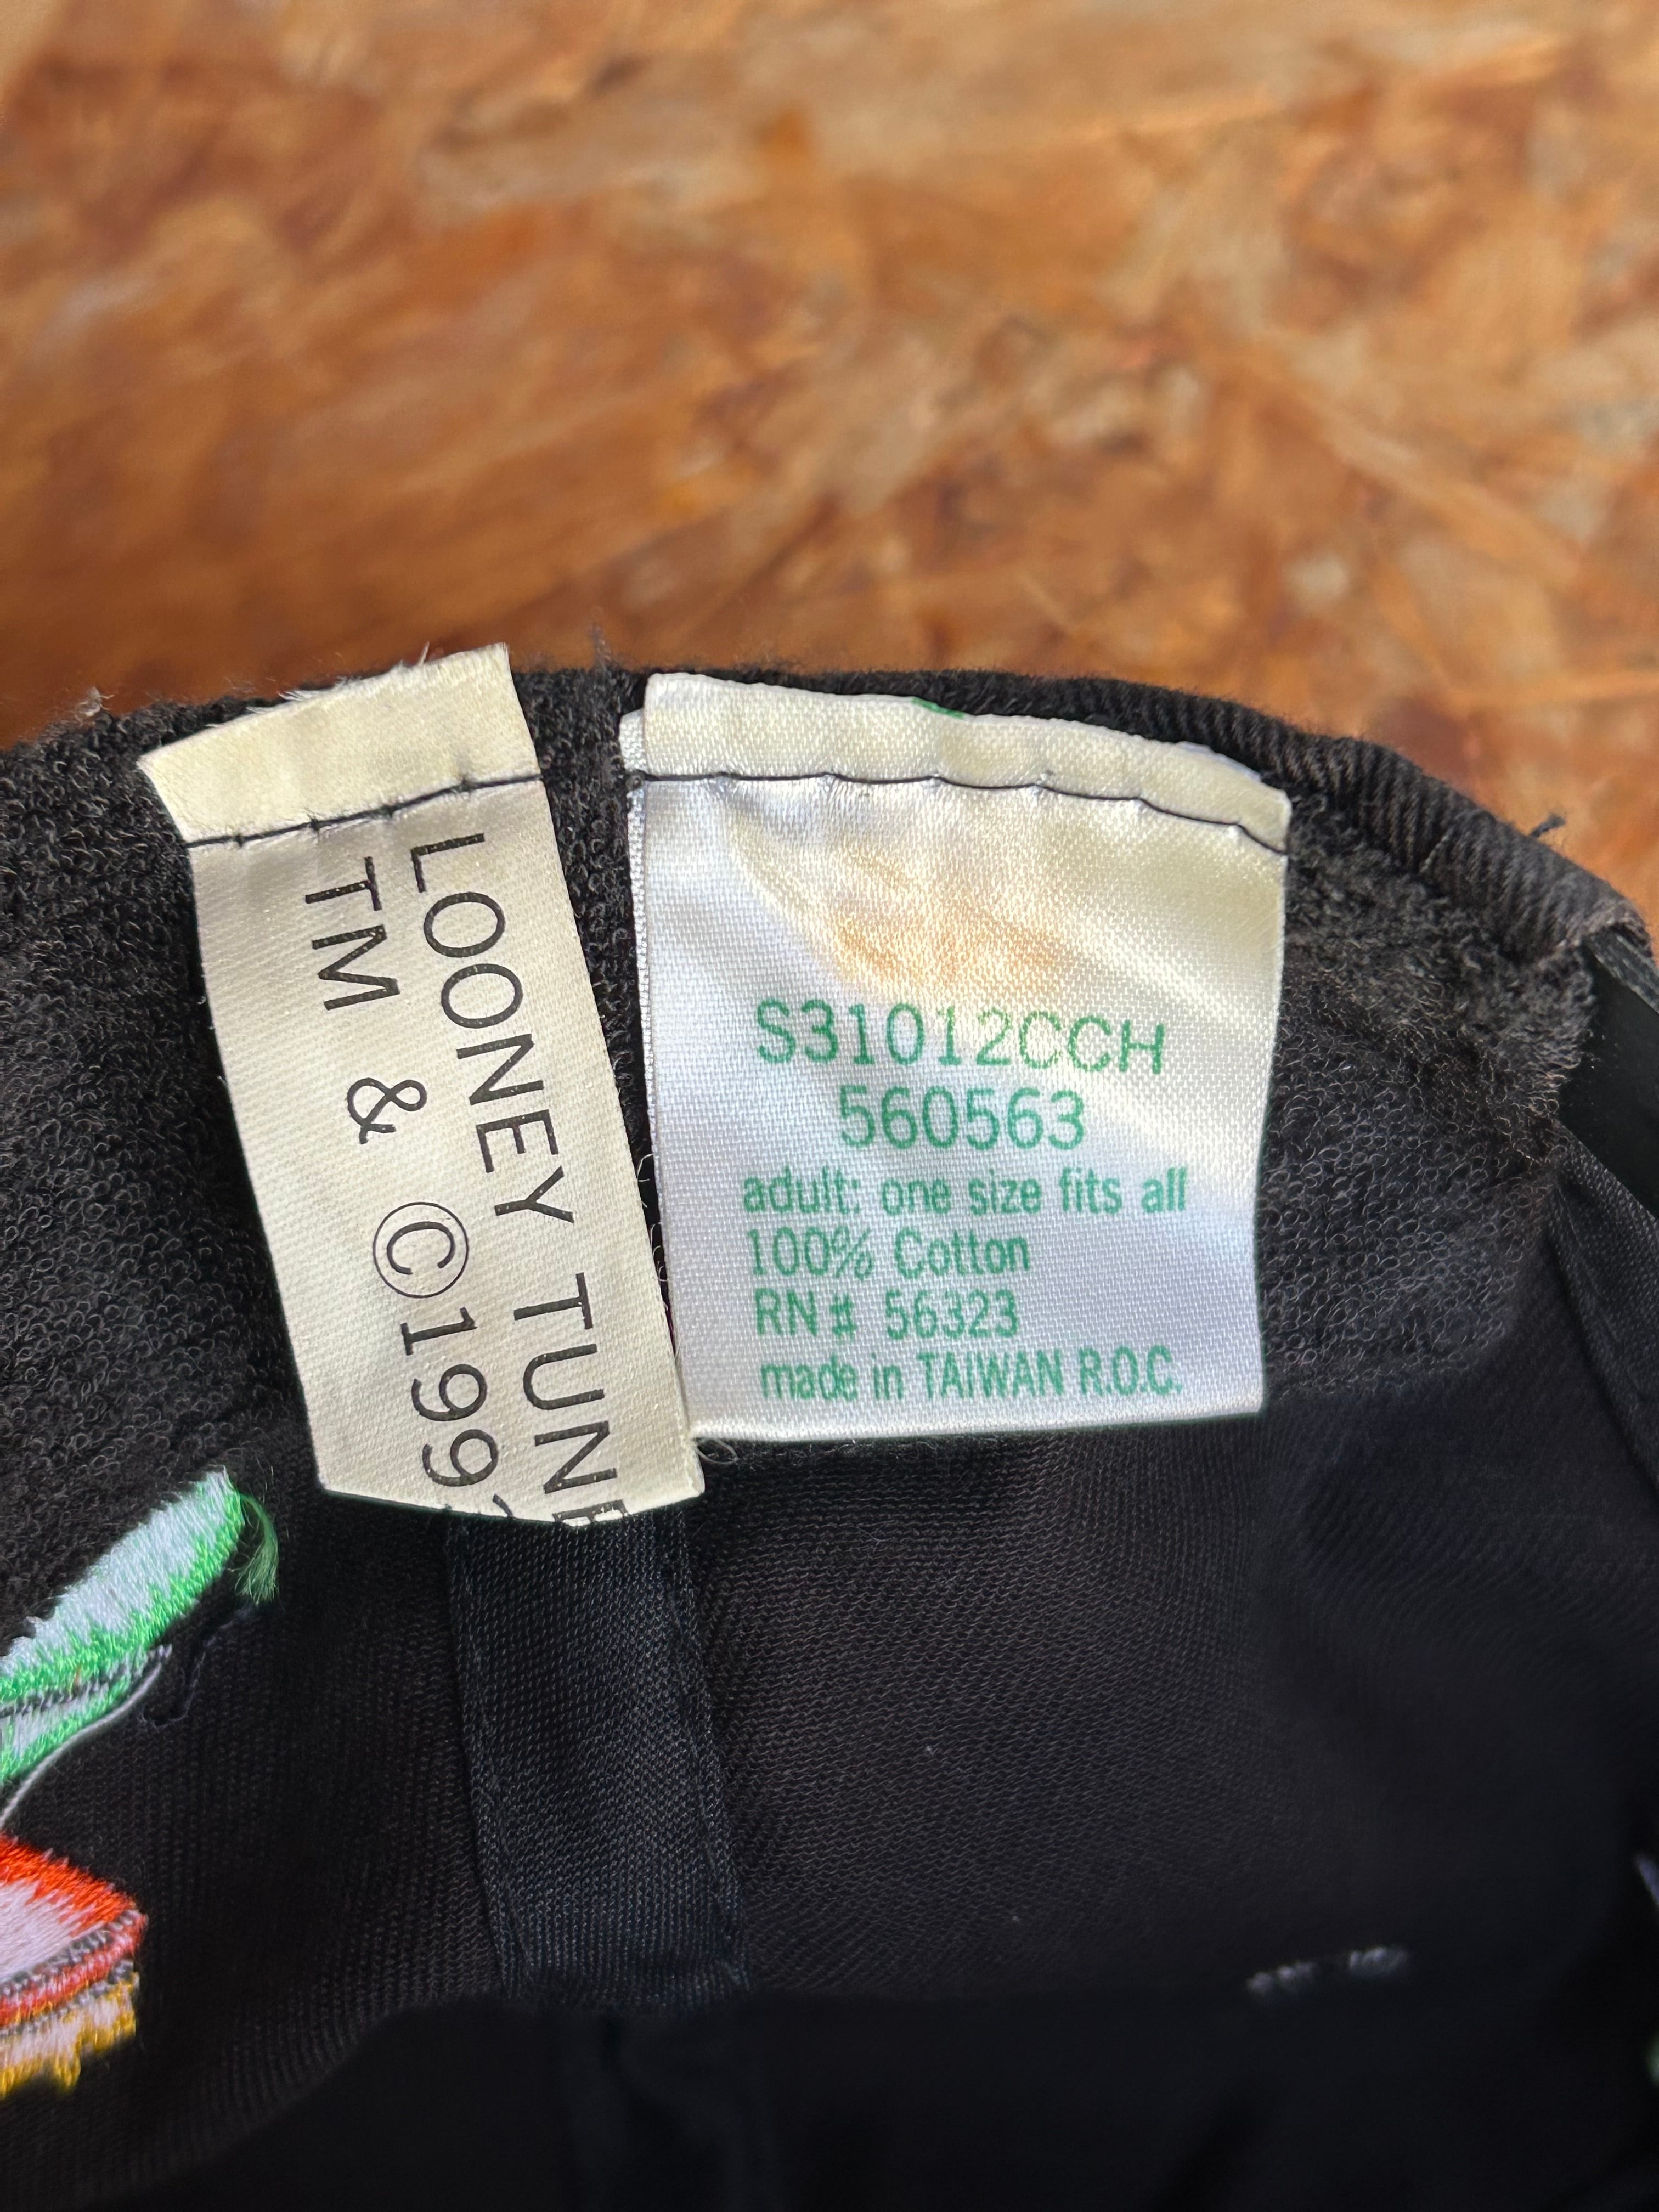 LOONEY TUNE
TM & ©199
S31012CCH
560563
adult: one size fits all
100% Cotton
RN# 56323
made in TAIWAN R.O.C.